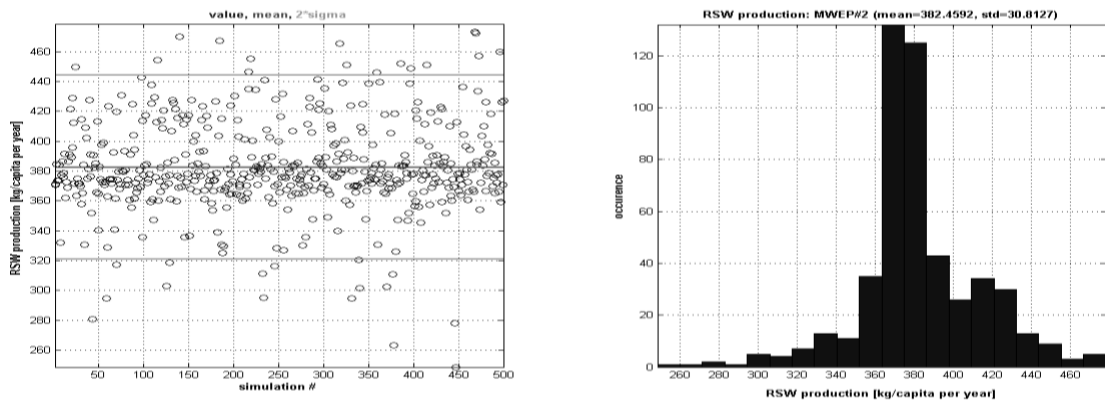 value, mean, 2*sigma
460
440
420
400
380
360
340
320
300
280
260
RSW production [kg/capita per year]
50 100 150 200 250 300 350 400 450 500
simulation #
RSW production: MWEP#2 (mean=382.4592, std=30.8127)
120
100
80
60
40
20
0
occurence
260 280 300 320 340 360 380 400 420 440 460
RSW production [kg/capita per year]